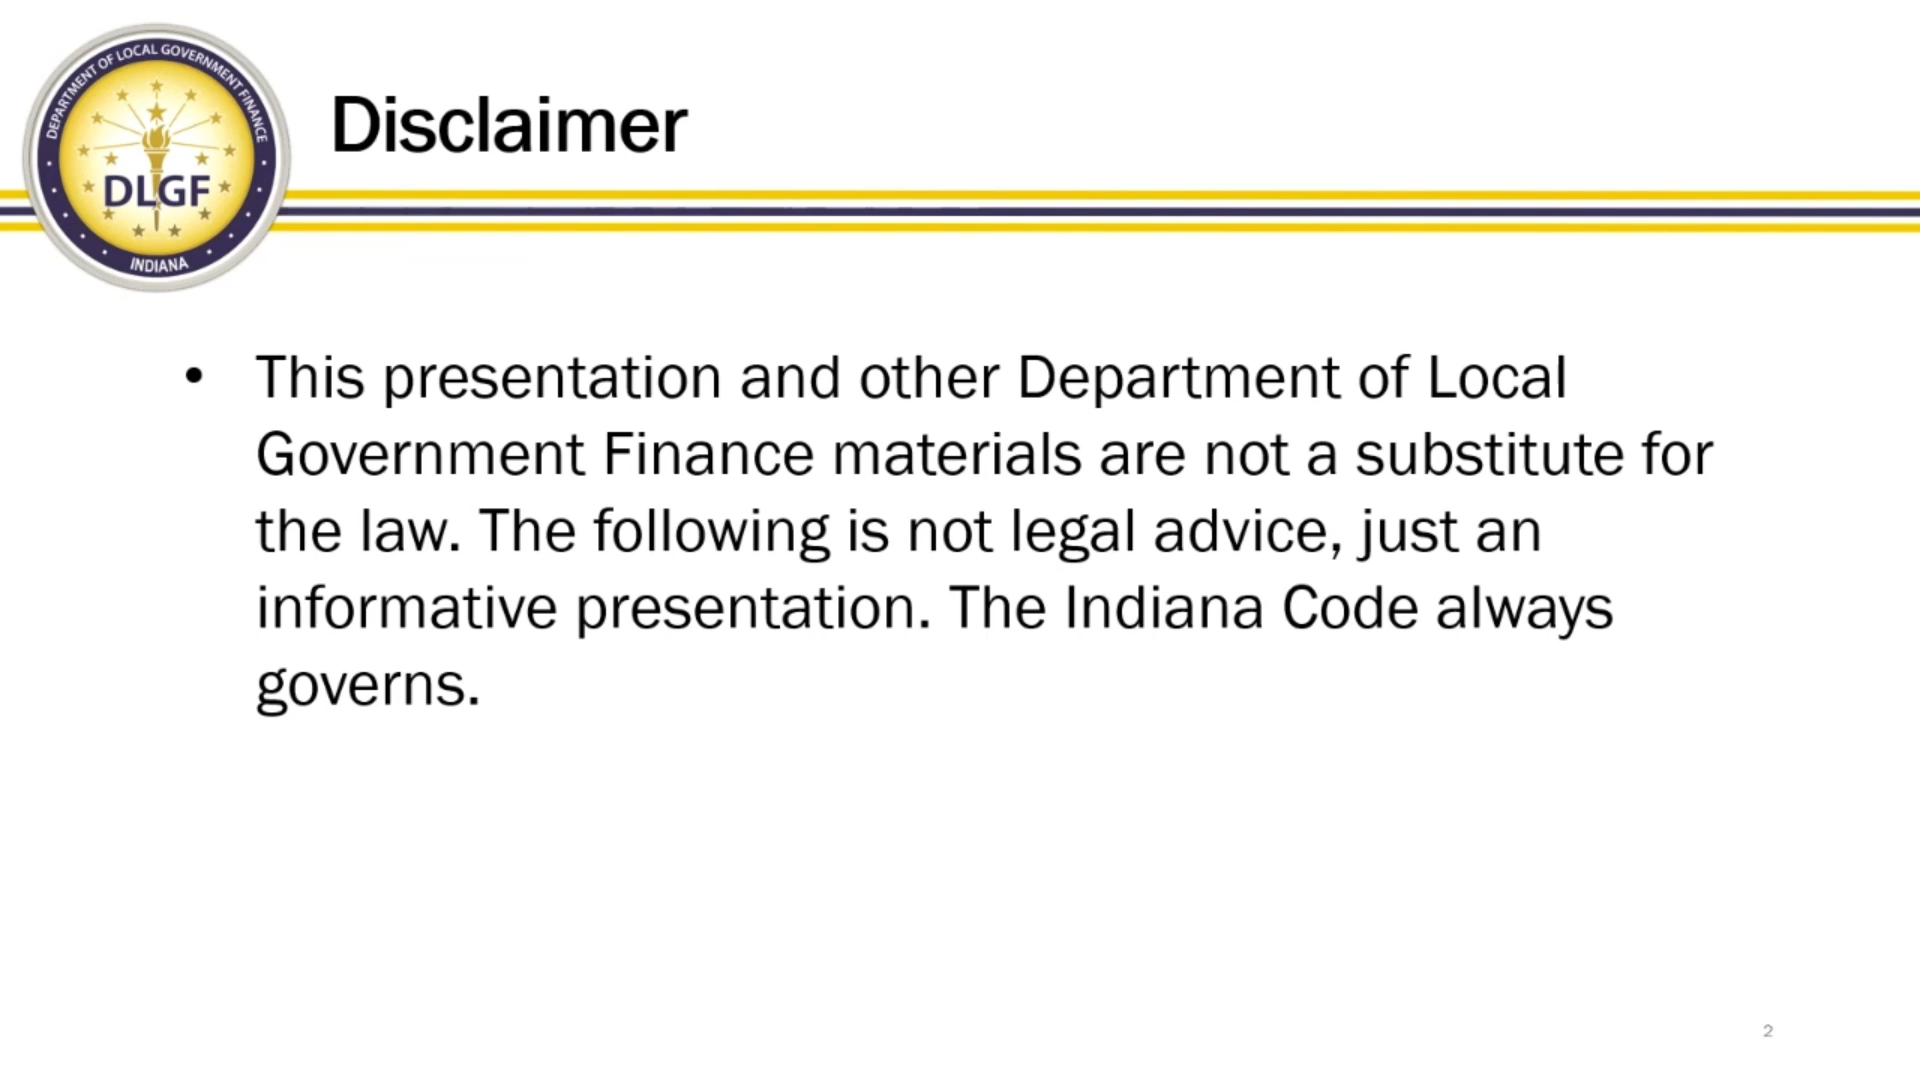 DEPARTMENT OF LOCAL GOVERNMENT FINANCE
DLGF
INDIANA
Disclaimer
• This presentation and other Department of Local
Government Finance materials are not a substitute for
the law. The following is not legal advice, just an
informative presentation. The Indiana Code always
governs.
2